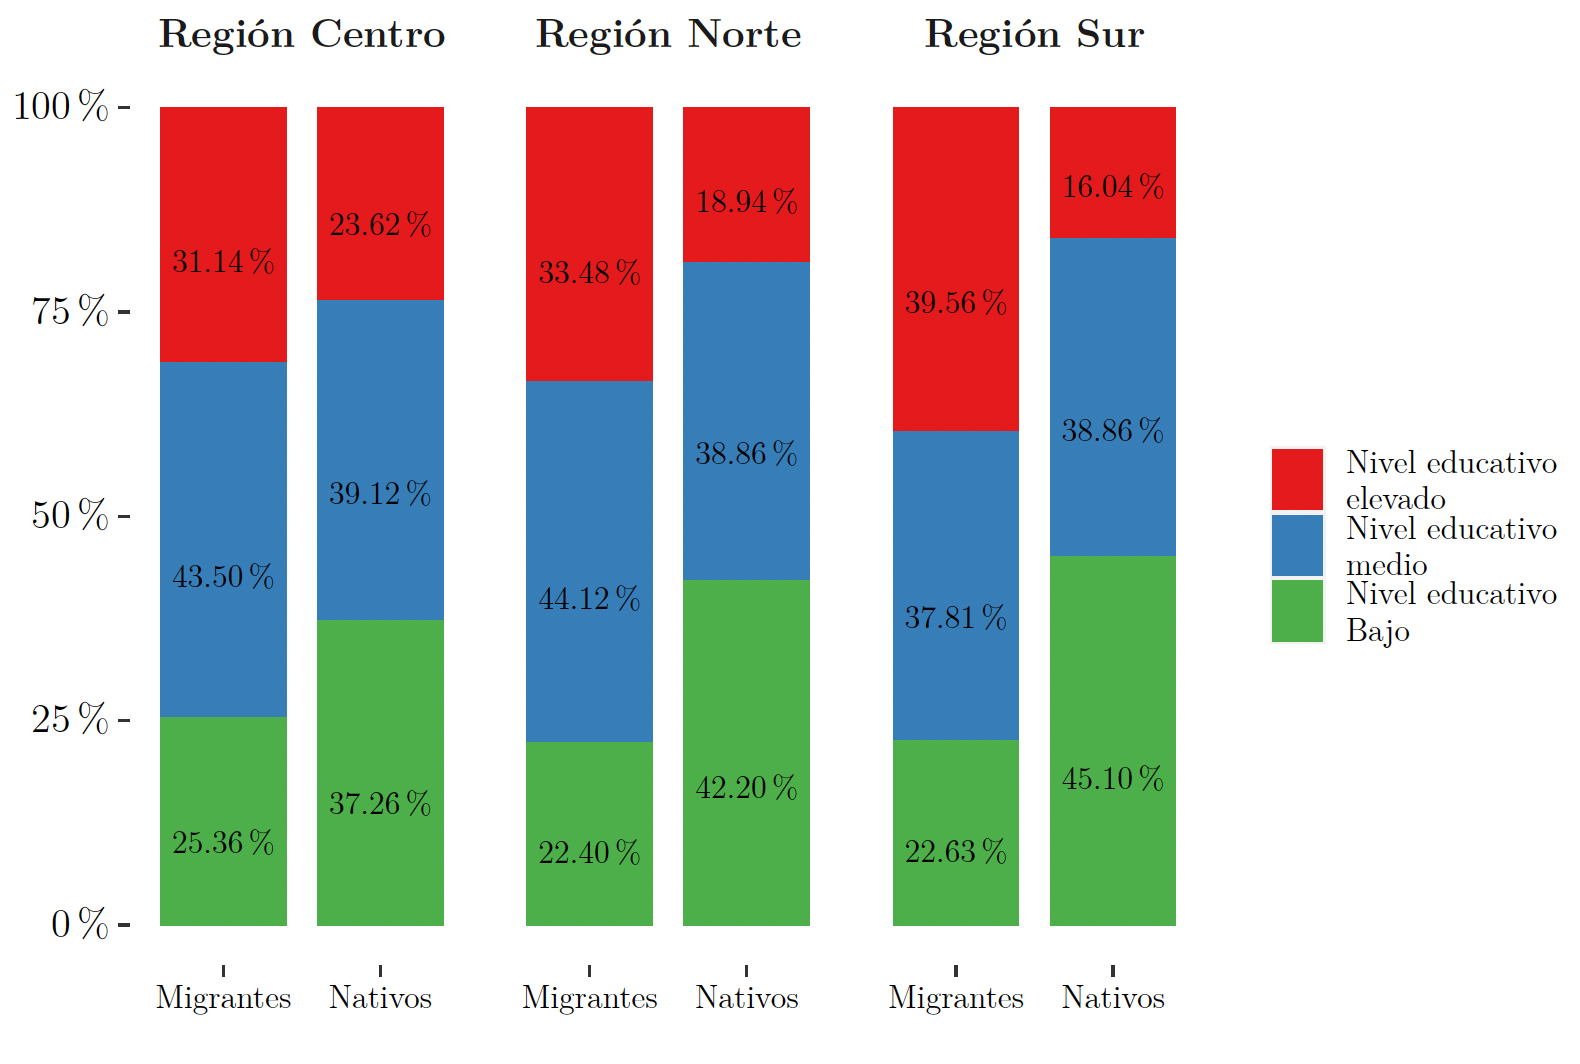 Región Centro
Región Norte
Región Sur
100 %
75 %
50 %
25 %
0 %
31.14 %
43.50 %
25.36 %
23.62 %
39.12 %
37.26 %
33.48 %
44.12 %
22.40 %
18.94 %
38.86 %
42.20 %
39.56 %
37.81 %
22.63 %
16.04 %
38.86 %
45.10 %
Migrantes
Nativos
Migrantes
Nativos
Migrantes
Nativos
Nivel educativo
elevado
Nivel educativo
medio
Nivel educativo
Bajo